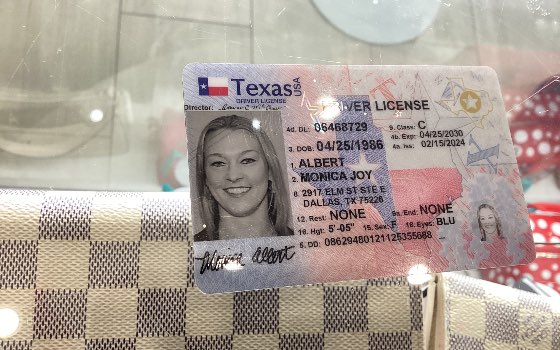 Texas USA
DRIVER LICENSE
Director:
DRIVER LICENSE
4d. DL: 06468729 9. Class: C
4b. Exp: 04/25/2030
3. DOB: 04/25/1986 4a. Iss: 02/15/2024
1. ALBERT
2. MONICA JOY
8. 2917 ELM ST STE E
DALLAS, TX 75226
12. Rest: NONE 9a. End: NONE
16. Hgt: 5'-05" 15. Sex: F 18. Eyes: BLU
5. DD: 08629460121125355668
Monica Albert